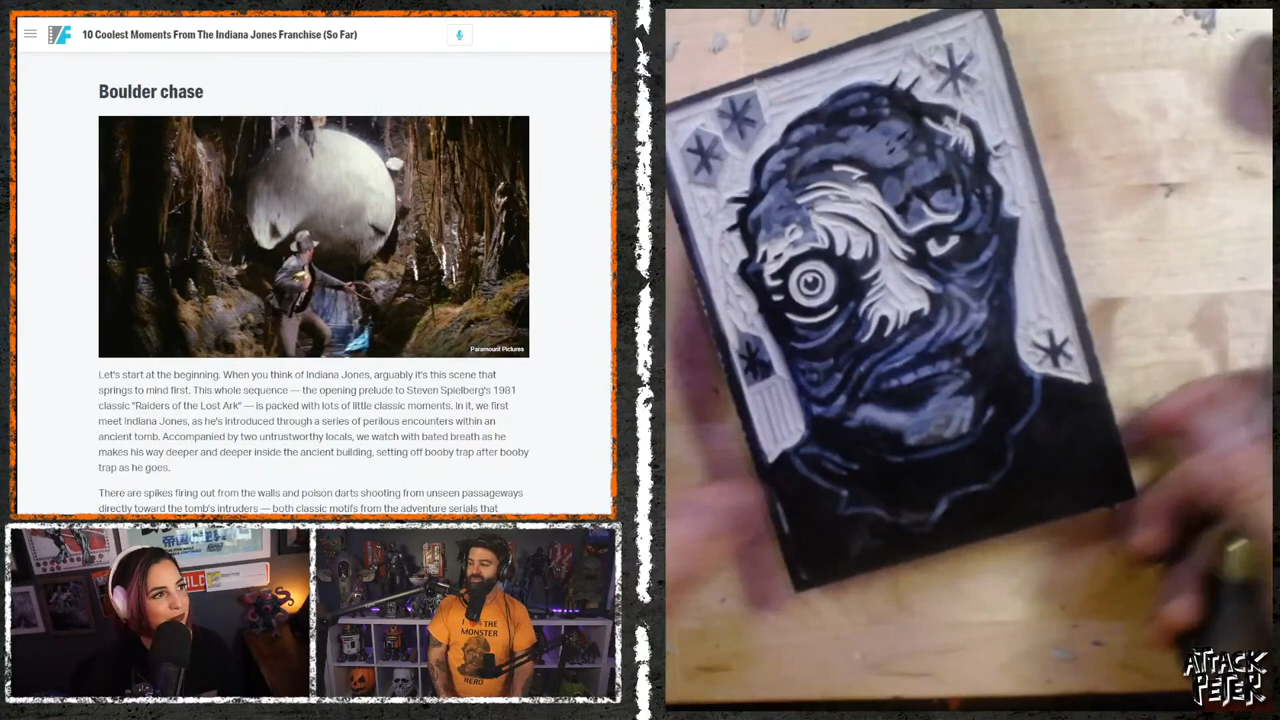 10 Coolest Moments From The Indiana Jones Franchise (So Far)
Boulder chase
Paramount Pictures
Let's start at the beginning. When you think of Indiana Jones, arguably it's this scene that
springs to mind first. This whole sequence — the opening prelude to Steven Spielberg's 1981
classic "Raiders of the Lost Ark" — is packed with lots of little classic moments. In it, we first
meet Indiana Jones, as he's introduced through a series of perilous encounters within an
ancient tomb. Accompanied by two untrustworthy locals, we watch with bated breath as he
makes his way deeper and deeper inside the ancient building, setting off booby trap after booby
trap as he goes.
There are spikes firing out from the walls and poison darts shooting from unseen passageways
directly toward the tomb's intruders — both classic motifs from the adventure serials that
THE
MONSTER
HERO
ATTACK
PETER